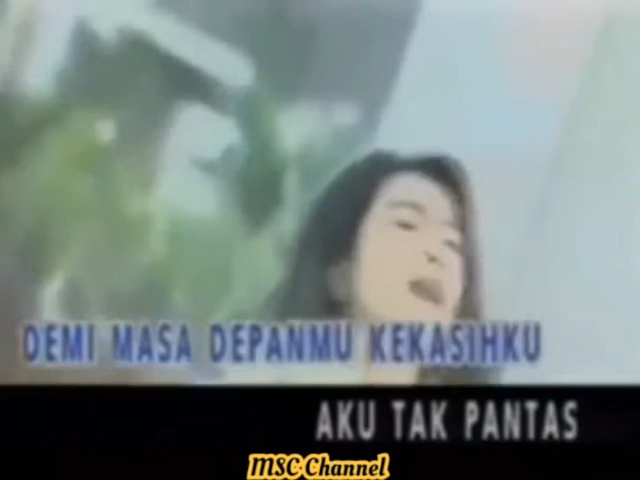 DEMI MASA DEPANMU KEKASIHKU
AKU TAK PANTAS
MSC Channel